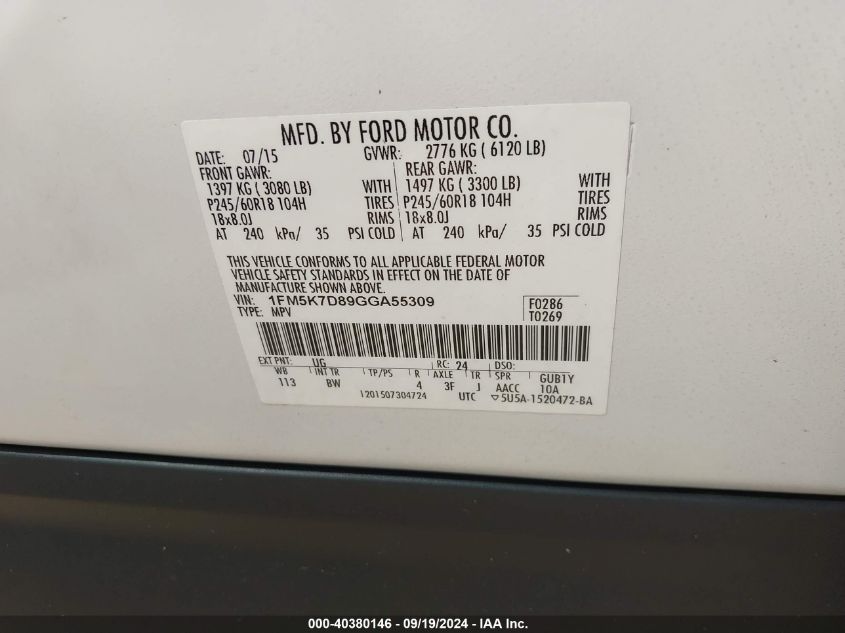 MFD. BY FORD MOTOR CO.
DATE: 07/15 GVWR: 2776 KG ( 6120 LB)
FRONT GAWR: REAR GAWR:
1397 KG ( 3080 LB) WITH 1497 KG ( 3300 LB) WITH
P245/60R18 104H TIRES P245/60R18 104H TIRES
18x8.0J RIMS 18x8.0J RIMS
AT 240 kPa/ 35 PSI COLD AT 240 kPa/ 35 PSI COLD
THIS VEHICLE CONFORMS TO ALL APPLICABLE FEDERAL MOTOR
VEHICLE SAFETY STANDARDS IN EFFECT ON THE DATE OF
MANUFACTURE SHOWN ABOVE.
VIN: 1FM5K7D89GGA55309 F0286
TYPE: MPV T0269
EXT PNT: UG RC: 24 DSO:
WB INT TR TP/PS R AXLE TR SPR GUB1Y
113 BW 4 3F J AACC 10A
1201507304724 UTC ▽5U5A-1520472-BA
000-40380146 - 09/19/2024 - IAA Inc.